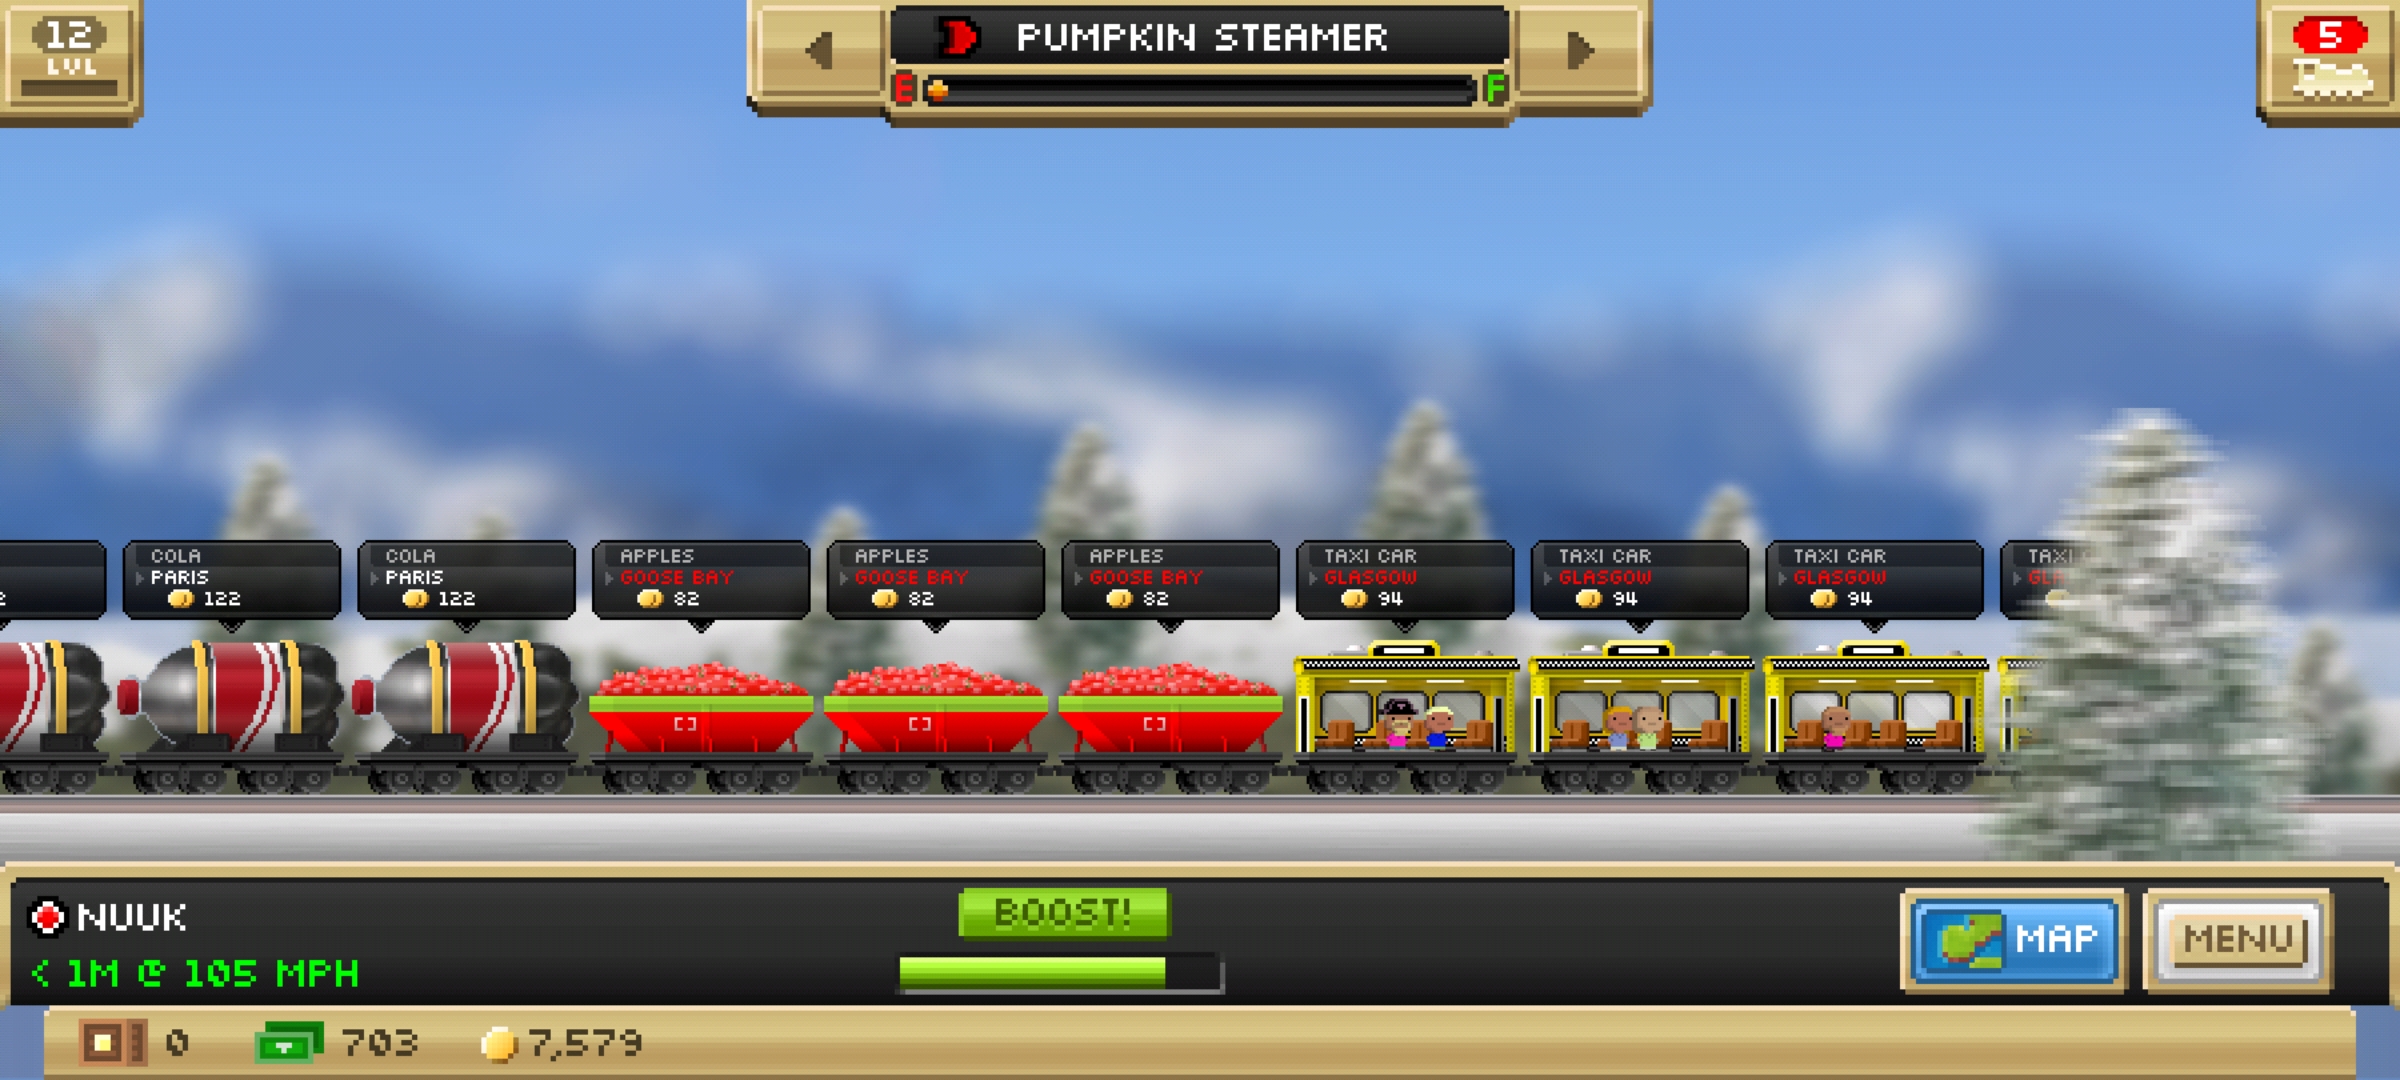 12
LVL
PUMPKIN STEAMER
E F
5
COLA
PARIS
122
COLA
PARIS
122
APPLES
GOOSE BAY
82
APPLES
GOOSE BAY
82
APPLES
GOOSE BAY
82
TAXI CAR
GLASGOW
94
TAXI CAR
GLASGOW
94
TAXI CAR
GLASGOW
94
TAXI
NUUK
< 1M @ 105 MPH
BOOST!
MAP
MENU
0
703
7,579